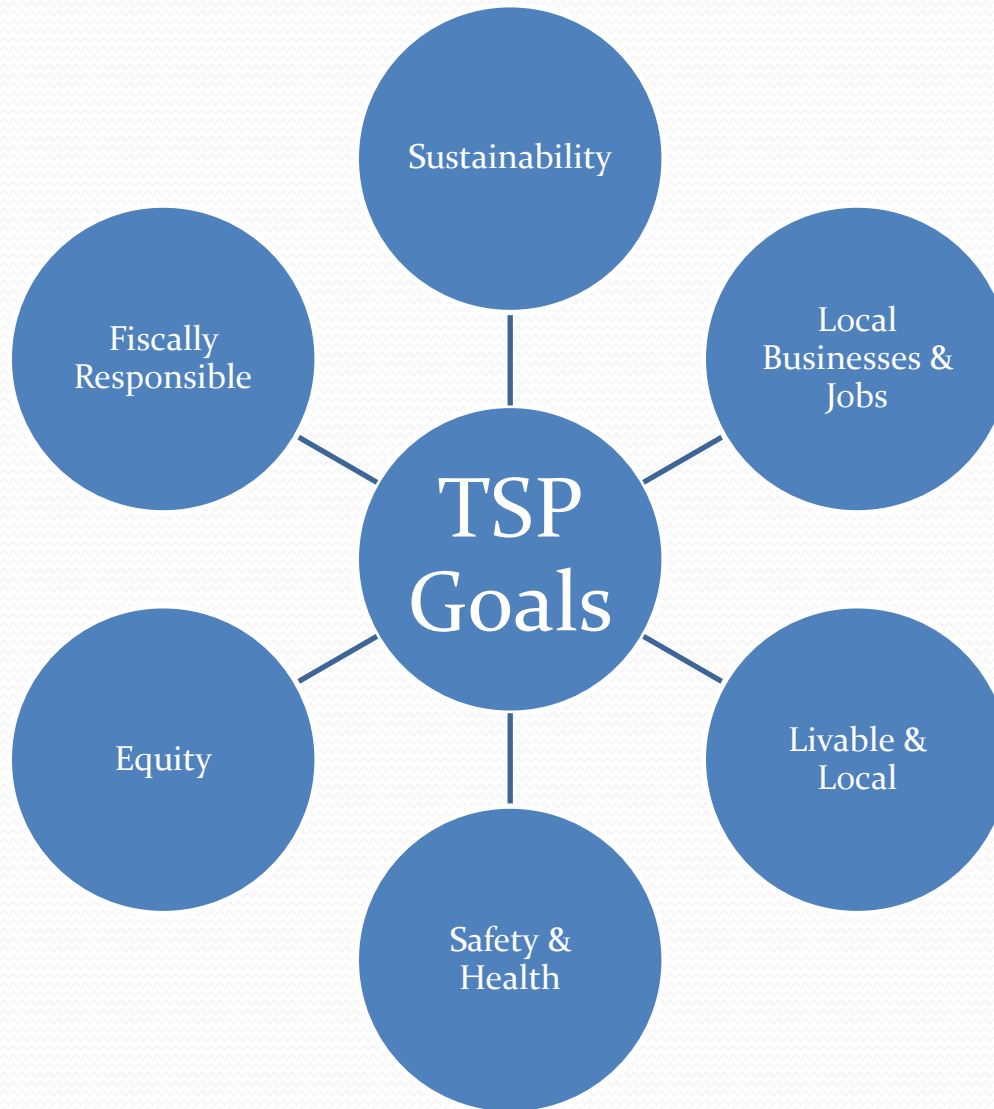 Sustainability
Local
Businesses &
Jobs
Livable &
Local
Safety &
Health
Equity
Fiscally
Responsible
TSP
Goals